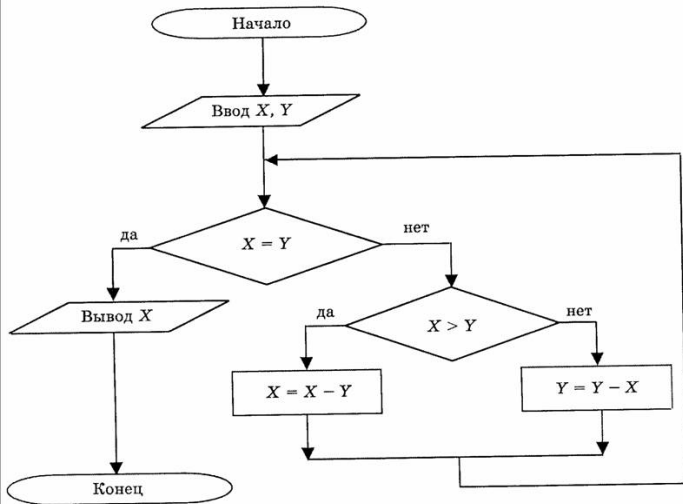 Начало
Ввод X, Y
да
X = Y
нет
Вывод X
да
X > Y
нет
X = X − Y
Y = Y − X
Конец